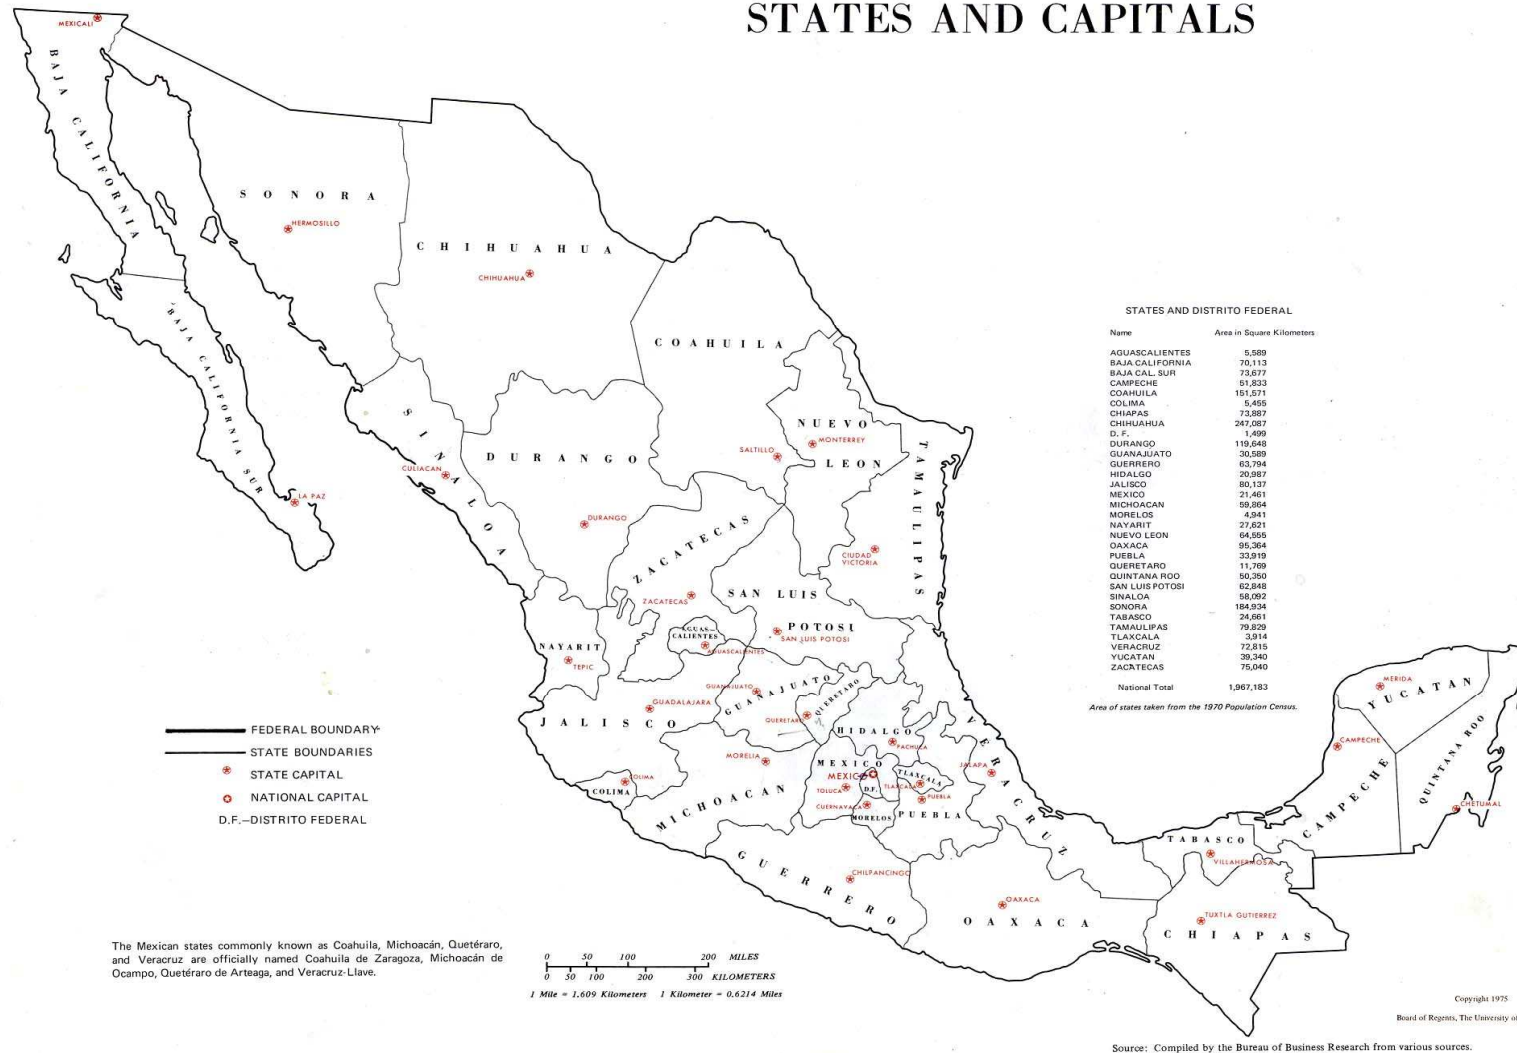 STATES AND CAPITALS
MEXICALI
BAJA CALIFORNIA
SONORA
HERMOSILLO
CHIHUAHUA
CHIHUAHUA
COAHUILA
BAJA CALIFORNIA SUR
LA PAZ
SINALOA
CULIACAN
DURANGO
DURANGO
NUEVO
LEON
MONTERREY
SALTILLO
TAMAULIPAS
CIUDAD
VICTORIA
ZACATECAS
ZACATECAS
SAN LUIS
POTOSI
SAN LUIS POTOSI
AGUAS—
CALIENTES
AGUASCALIENTES
NAYARIT
TEPIC
GUANAJUATO
GUANAJUATO
QUERETARO
QUERETARO
GUADALAJARA
JALISCO
HIDALGO
PACHUCA
VERACRUZ
JALAPA
MORELIA
MICHOACAN
COLIMA
COLIMA
MEXICO
MEXICO
D.F.
TOLUCA
TLAXCALA
TLAXCALA
CUERNAVACA
MORELOS
PUEBLA
PUEBLA
GUERRERO
CHILPANCINGO
OAXACA
OAXACA
TABASCO
VILLAHERMOSA
TUXTLA GUTIERREZ
CHIAPAS
MERIDA
YUCATAN
CAMPECHE
CAMPECHE
QUINTANA ROO
CHETUMAL
STATES AND DISTRITO FEDERAL
Name Area in Square Kilometers
AGUASCALIENTES 5,589
BAJA CALIFORNIA 70,113
BAJA CAL. SUR 73,677
CAMPECHE 51,833
COAHUILA 151,571
COLIMA 5,455
CHIAPAS 73,887
CHIHUAHUA 247,087
D. F. 1,499
DURANGO 119,648
GUANAJUATO 30,589
GUERRERO 63,794
HIDALGO 20,987
JALISCO 80,137
MEXICO 21,461
MICHOACAN 59,864
MORELOS 4,941
NAYARIT 27,621
NUEVO LEON 64,555
OAXACA 95,364
PUEBLA 33,919
QUERETARO 11,769
QUINTANA ROO 50,350
SAN LUIS POTOSI 62,848
SINALOA 58,092
SONORA 184,934
TABASCO 24,661
TAMAULIPAS 79,829
TLAXCALA 3,914
VERACRUZ 72,815
YUCATAN 39,340
ZACATECAS 75,040
National Total 1,967,183
Area of states taken from the 1970 Population Census.
FEDERAL BOUNDARY
STATE BOUNDARIES
STATE CAPITAL
NATIONAL CAPITAL
D.F.—DISTRITO FEDERAL
The Mexican states commonly known as Coahuila, Michoacán, Quetéraro,
and Veracruz are officially named Coahuila de Zaragoza, Michoacán de
Ocampo, Quetéraro de Arteaga, and Veracruz-Llave.
0 50 100 200 MILES
0 50 100 200 300 KILOMETERS
1 Mile = 1.609 Kilometers 1 Kilometer = 0.6214 Miles
Copyright 1975
Board of Regents, The University of
Source: Compiled by the Bureau of Business Research from various sources.